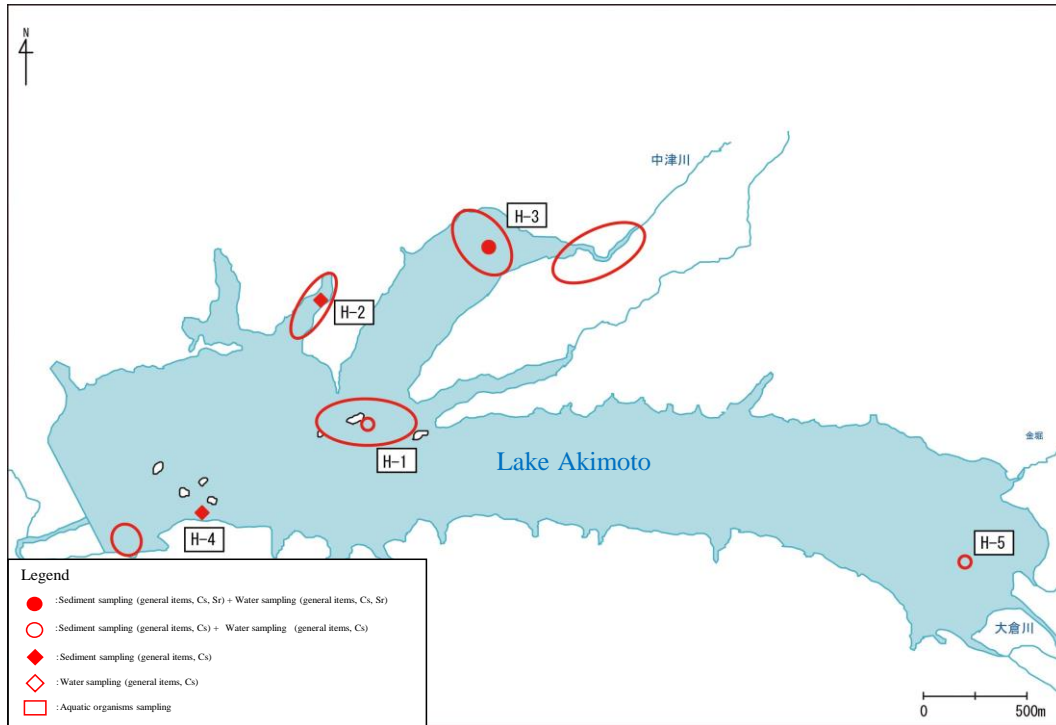 N
4
中津川
H-3
H-2
H-1
Lake Akimoto
金堀
H-4
H-5
大倉川
500m
0
Legend
:Sediment sampling (general items, Cs, Sr) + Water sampling (general items, Cs, Sr)
:Sediment sampling (general items, Cs) + Water sampling (general items, Cs)
:Sediment sampling (general items, Cs)
:Water sampling (general items, Cs)
:Aquatic organisms sampling